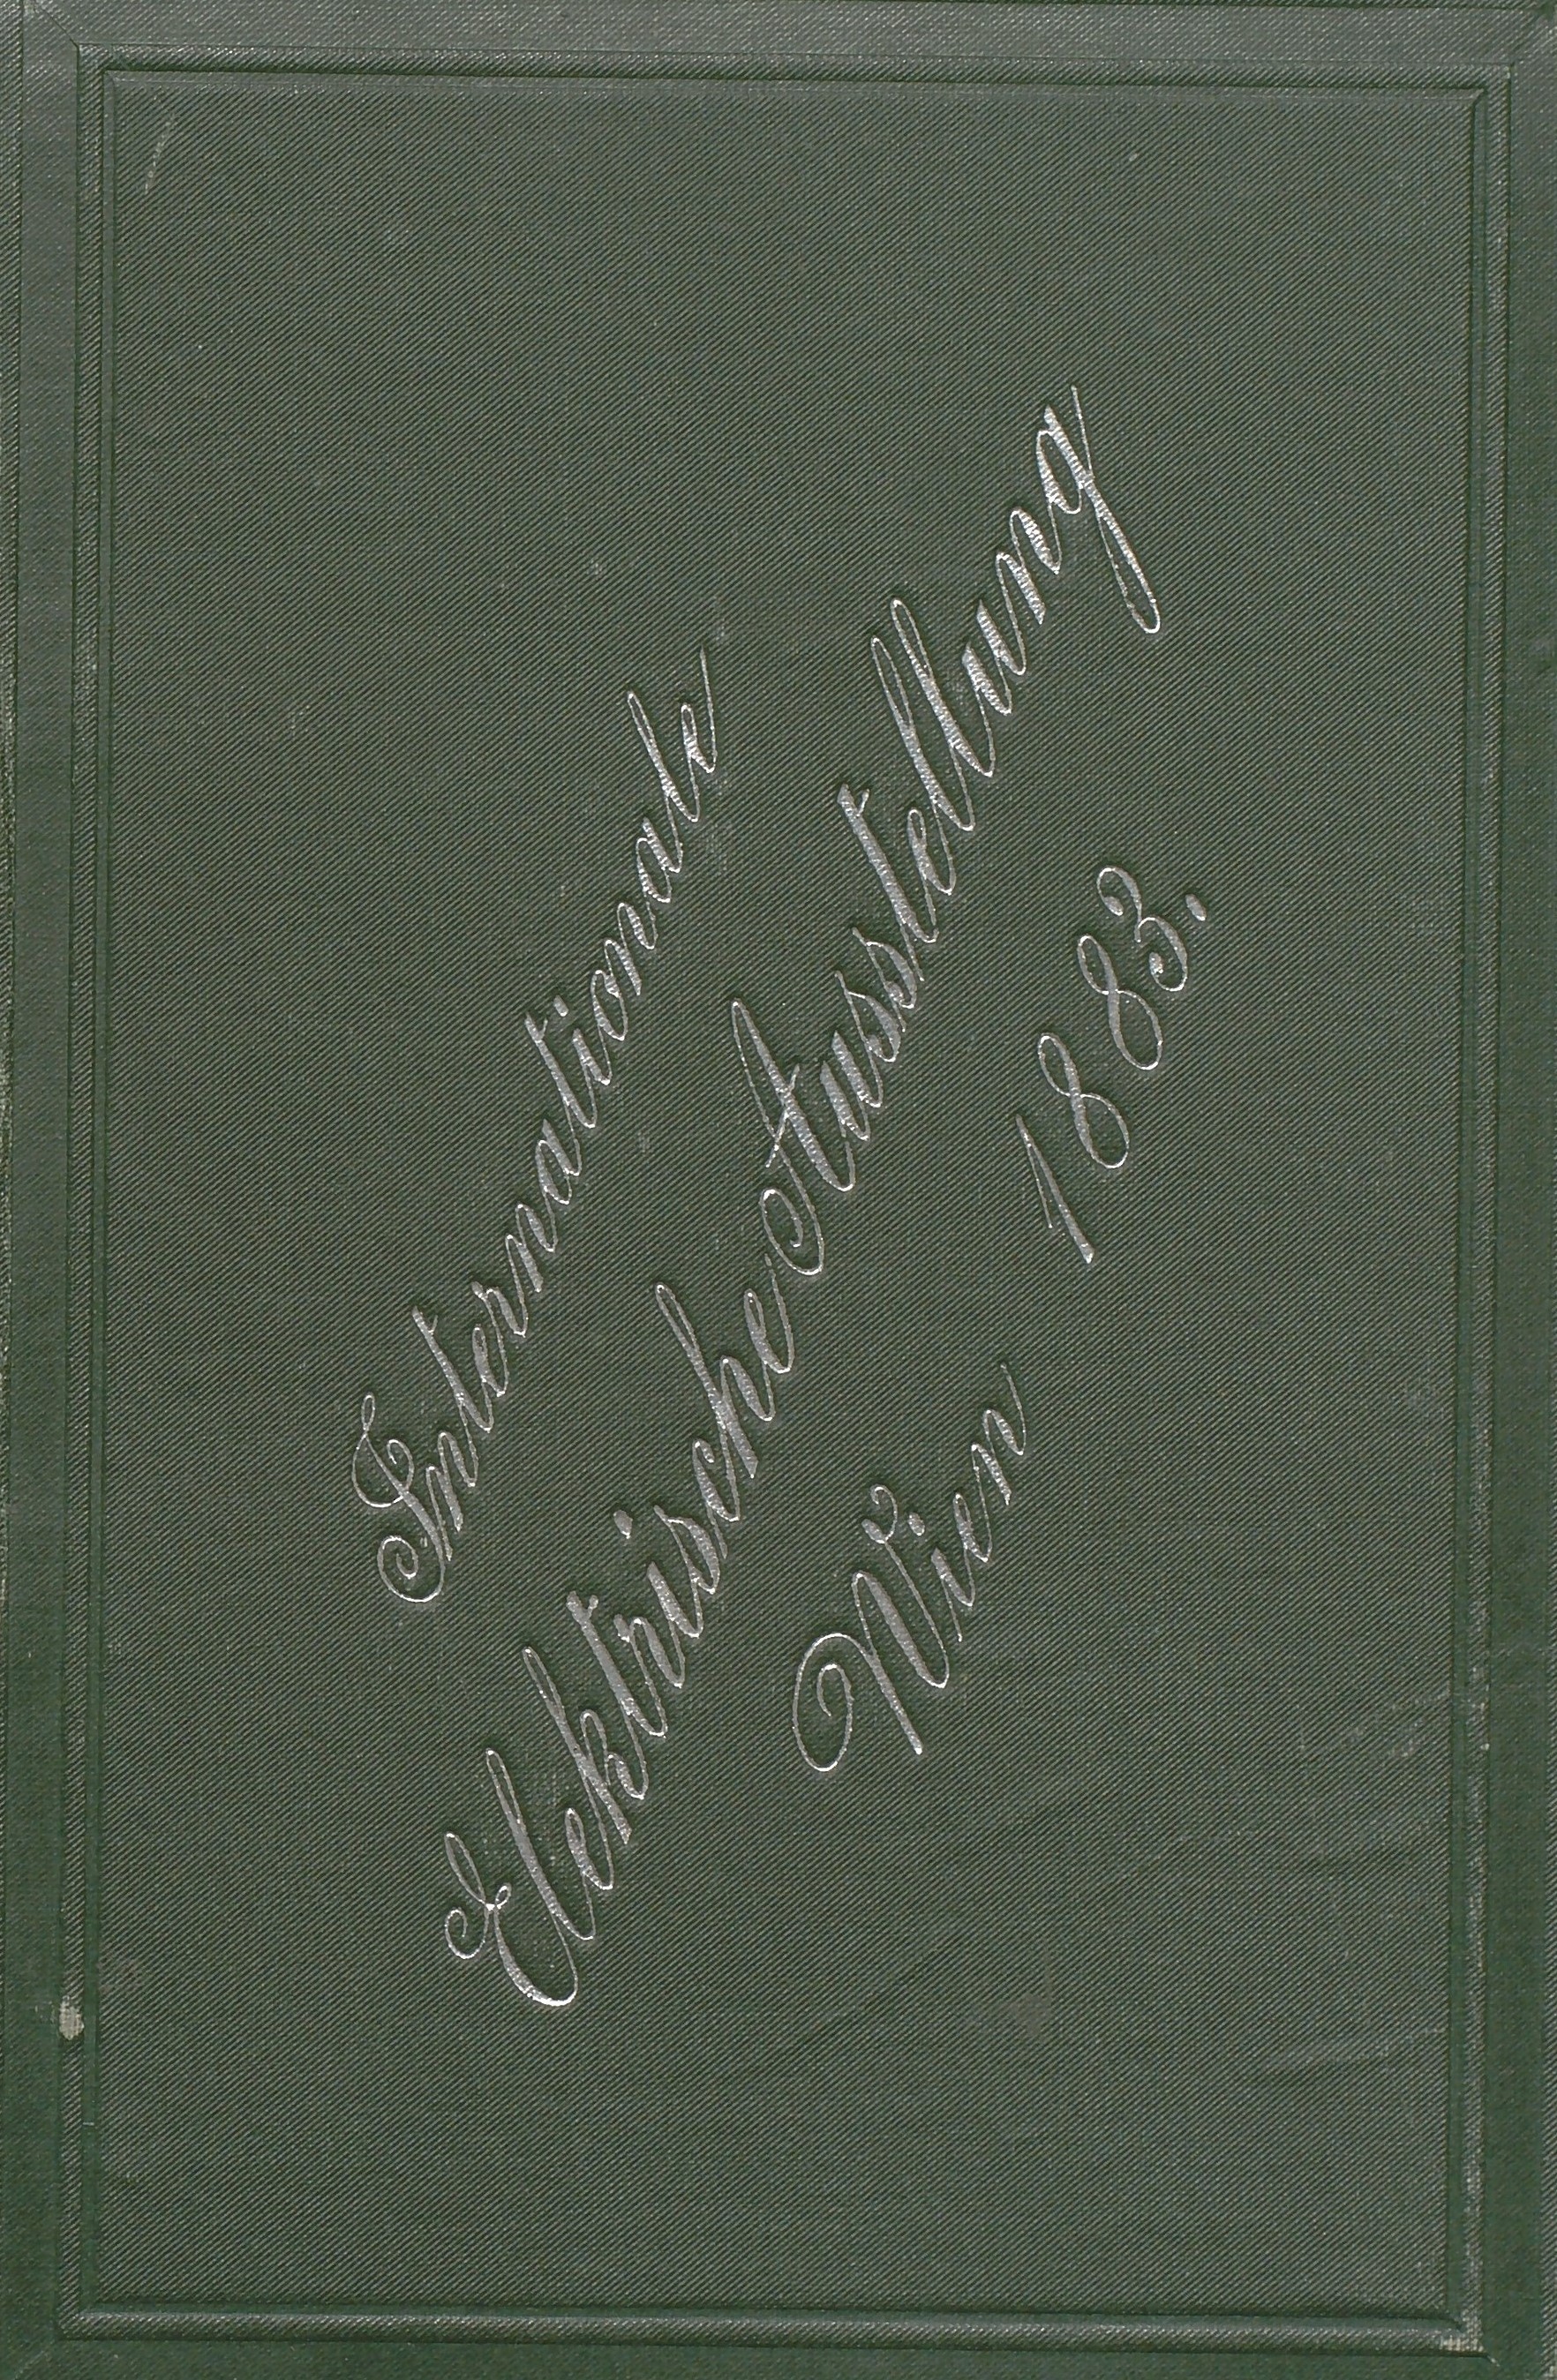 Internationale
Elektrische Ausstellung
Wien 1883.